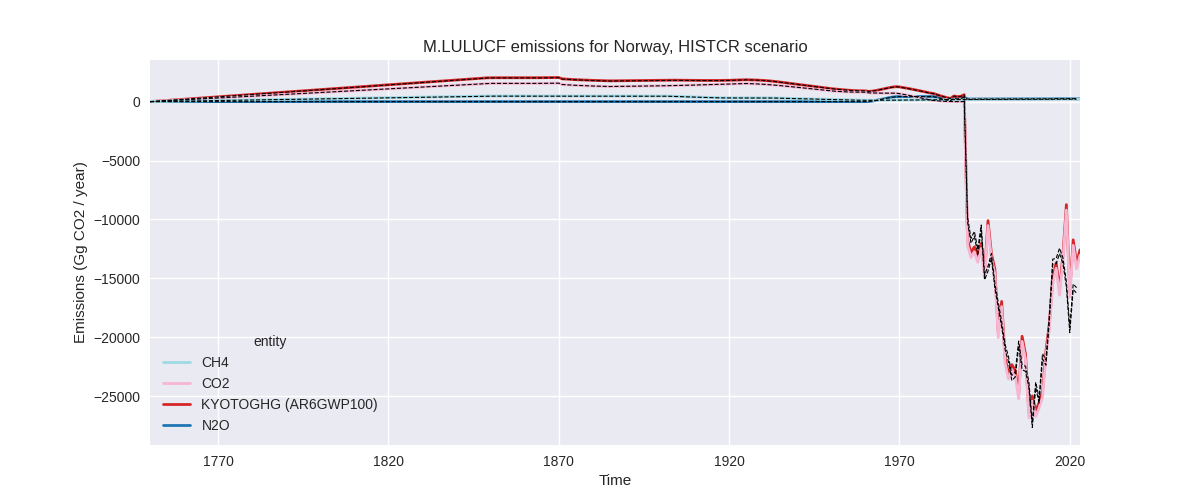 M.LULUCF emissions for Norway, HISTCR scenario
Emissions (Gg CO2 / year)
0
−5000
−10000
−15000
−20000
−25000
entity
CH4
CO2
KYOTOGHG (AR6GWP100)
N2O
1770 1820 1870 1920 1970 2020
Time